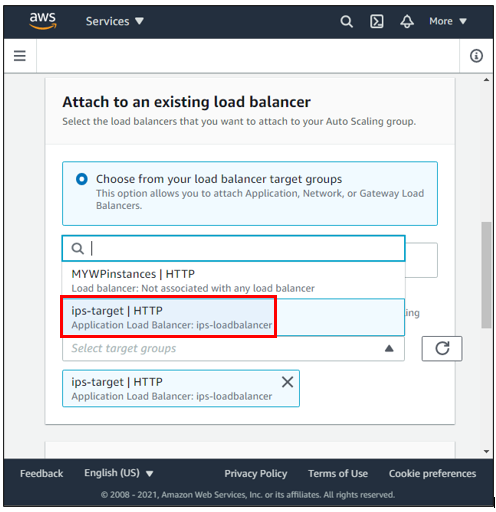 aws
Services
More
Attach to an existing load balancer
Select the load balancers that you want to attach to your Auto Scaling group.
Choose from your load balancer target groups
This option allows you to attach Application, Network, or Gateway Load
Balancers.
MYWPinstances | HTTP
Load balancer: Not associated with any load balancer
ips-target | HTTP
Application Load Balancer: ips-loadbalancer
Select target groups
ips-target | HTTP
Application Load Balancer: ips-loadbalancer
Feedback English (US) Privacy Policy Terms of Use Cookie preferences
© 2008 - 2021, Amazon Web Services, Inc. or its affiliates. All rights reserved.